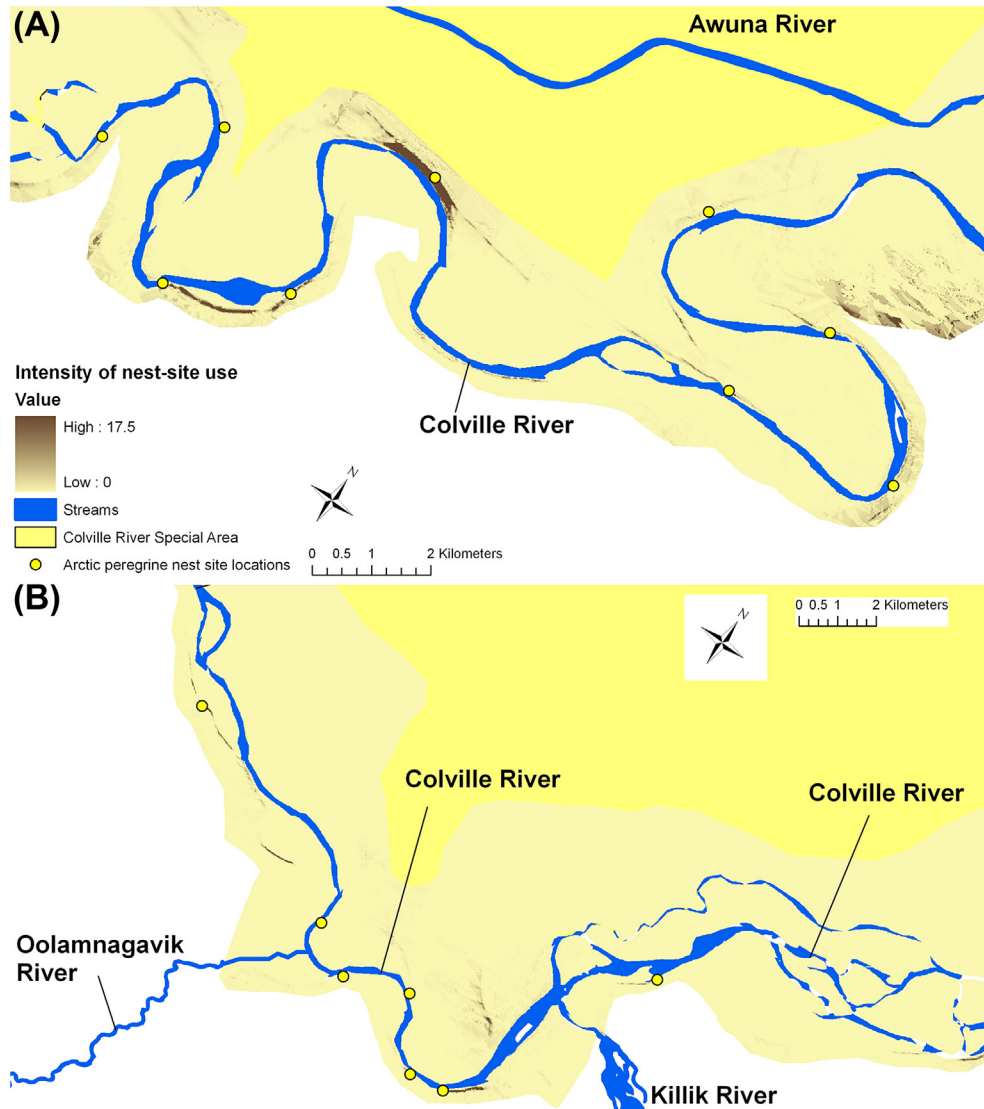 (A)
Awuna River
Colville River
Intensity of nest-site use
Value
High : 17.5
Low : 0
Streams
Colville River Special Area
Arctic peregrine nest site locations
N
0 0.5 1 2 Kilometers
(B)
N
0 0.5 1 2 Kilometers
Colville River
Colville River
Oolamnagavik
River
Killik River